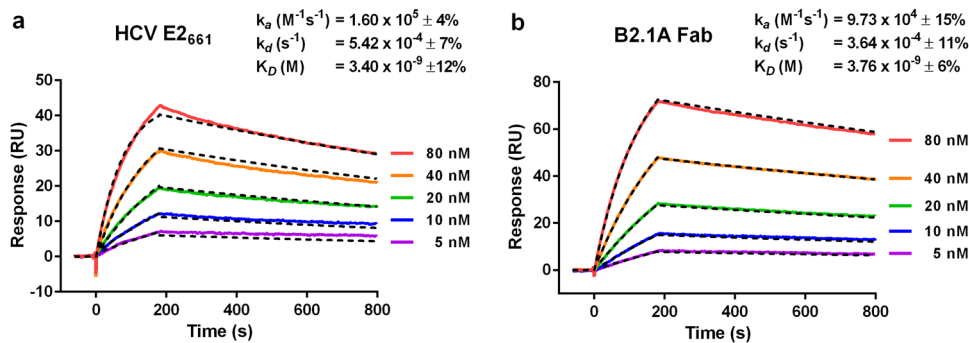 a
HCV E2₆₆₁
kₐ (M⁻¹s⁻¹) = 1.60 x 10⁵ ± 4%
k_d (s⁻¹) = 5.42 x 10⁻⁴ ± 7%
K_D (M) = 3.40 x 10⁻⁹ ±12%
Response (RU)
50
40
30
20
10
0
-10
0
200
400
600
800
Time (s)
80 nM
40 nM
20 nM
10 nM
5 nM
b
B2.1A Fab
kₐ (M⁻¹s⁻¹) = 9.73 x 10⁴ ± 15%
k_d (s⁻¹) = 3.64 x 10⁻⁴ ± 11%
K_D (M) = 3.76 x 10⁻⁹ ± 6%
Response (RU)
80
60
40
20
0
0
200
400
600
800
Time (s)
80 nM
40 nM
20 nM
10 nM
5 nM